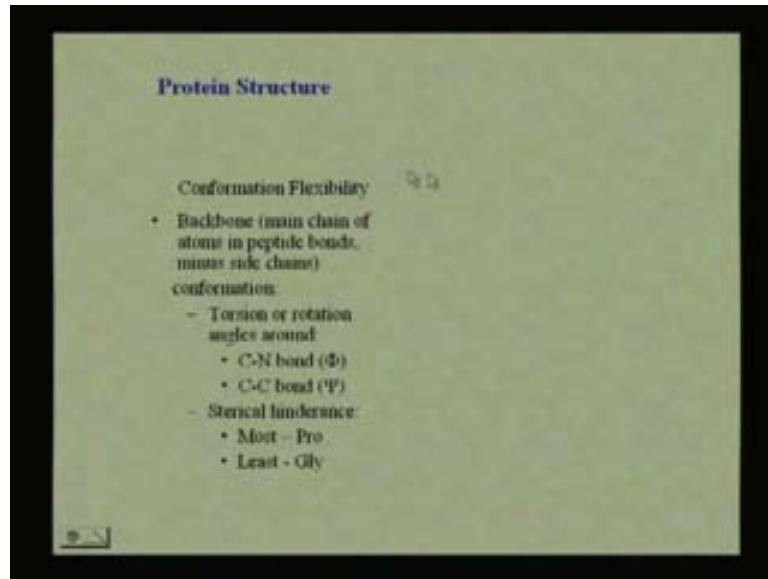 Protein Structure
Conformation Flexibility
• Backbone (main chain of
atoms in peptide bonds,
minus side chains)
conformation:
– Torsion or rotation
angles around:
• C-N bond (Φ)
• C-C bond (Ψ)
– Sterical hinderance:
• Most – Pro
• Least - Gly